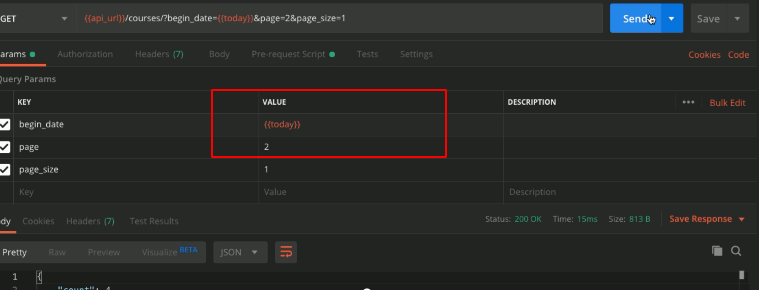 GET {{api_url}}/courses/?begin_date={{today}}&page=2&page_size=1 Send Save
Params Authorization Headers (7) Body Pre-request Script Tests Settings Cookies Code
Query Params
KEY VALUE DESCRIPTION ••• Bulk Edit
begin_date {{today}}
page 2
page_size 1
Key Value Description
Body Cookies Headers (7) Test Results Status: 200 OK Time: 15ms Size: 813 B Save Response
Pretty Raw Preview Visualize BETA JSON
1 {
2 "count": 4